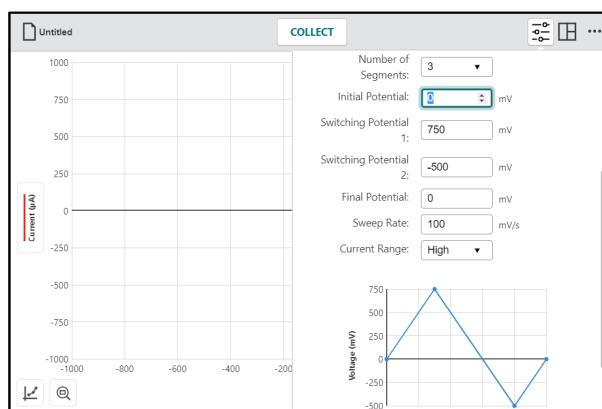 Untitled
COLLECT
1000
750
500
250
0
-250
-500
-750
-1000
Current (µA)
-1000 -800 -600 -400 -200
Number of
Segments:
3
Initial Potential: 0 mV
Switching Potential
1:
750 mV
Switching Potential
2:
-500 mV
Final Potential: 0 mV
Sweep Rate: 100 mV/s
Current Range: High
Voltage (mV)
750
500
250
0
-250
-500